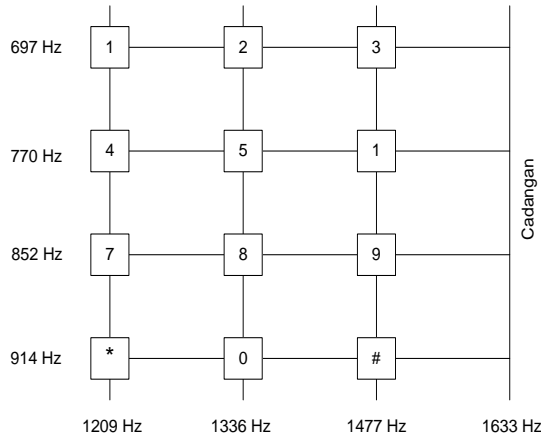 697 Hz 1 2 3
770 Hz 4 5 1
852 Hz 7 8 9
914 Hz * 0 #
Cadangan
1209 Hz 1336 Hz 1477 Hz 1633 Hz